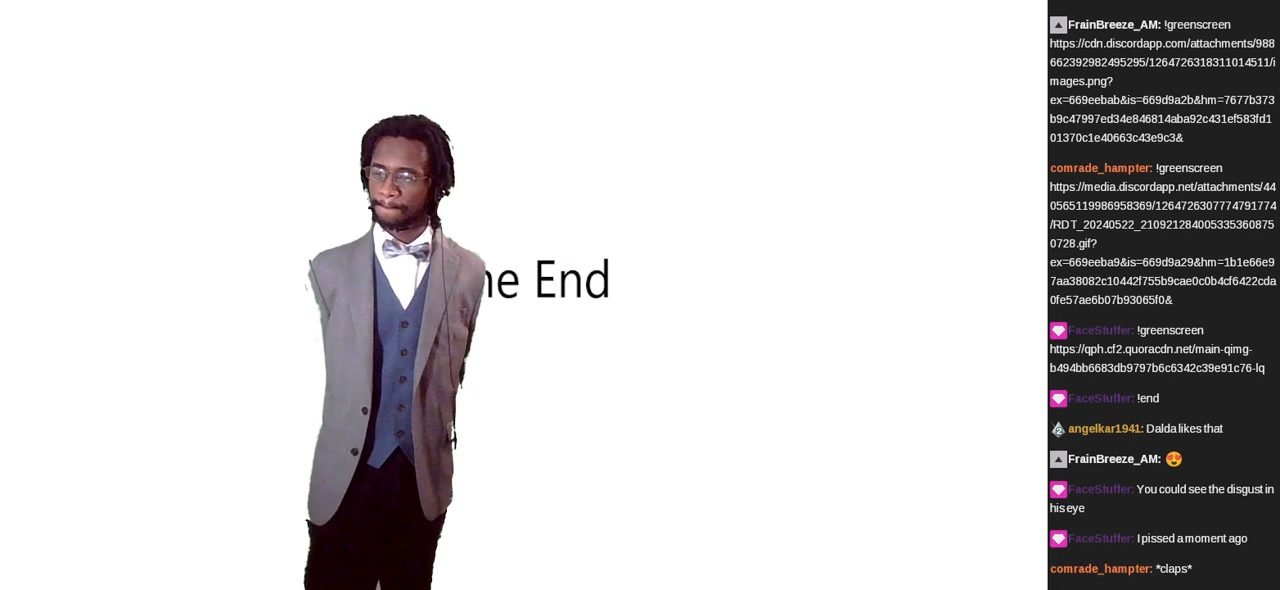 he End
FrainBreeze_AM: !greenscreen
https://cdn.discordapp.com/attachments/988
662392982495295/1264726318311014511/i
mages.png?
ex=669eebab&is=669d9a2b&hm=7677b373
b9c47997ed34e846814aba92c431ef583fd1
01370c1e40663c43e9c3&
comrade_hampter: !greenscreen
https://media.discordapp.net/attachments/44
0565119986958369/1264726307774791774
/RDT_20240522_210921284005335360875
0728.gif?
ex=669eeba9&is=669d9a29&hm=1b1e66e9
7aa38082c10442f755b9cae0c0b4cf6422cda
0fe57ae6b07b93065f0&
FaceStuffer: !greenscreen
https://qph.cf2.quoracdn.net/main-qimg-
b494bb6683db9797b6c6342c39e91c76-lq
FaceStuffer: !end
2 angelkar1941: Dalda likes that
FrainBreeze_AM: 😍
FaceStuffer: You could see the disgust in
his eye
FaceStuffer: I pissed a moment ago
comrade_hampter: *claps*